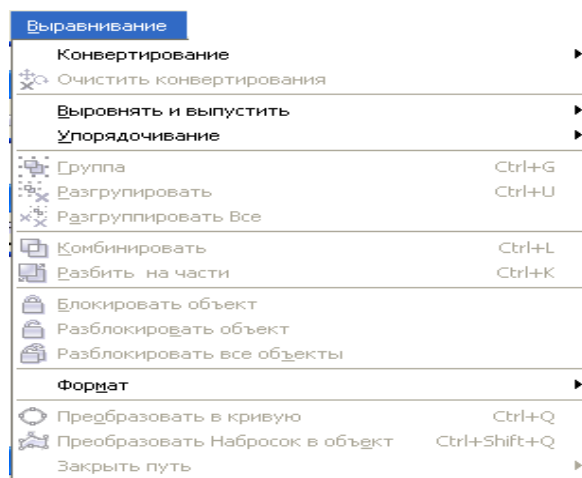 Выравнивание
Конвертирование
Очистить конвертирования
Выровнять и выпустить
Упорядочивание
Группа Ctrl+G
Разгрупировать Ctrl+U
Разгруппировать Все
Комбинировать Ctrl+L
Разбить на части Ctrl+K
Блокировать объект
Разблокировать объект
Разблокировать все объекты
Формат
Преобразовать в кривую Ctrl+Q
Преобразовать Набросок в объект Ctrl+Shift+Q
Закрыть путь